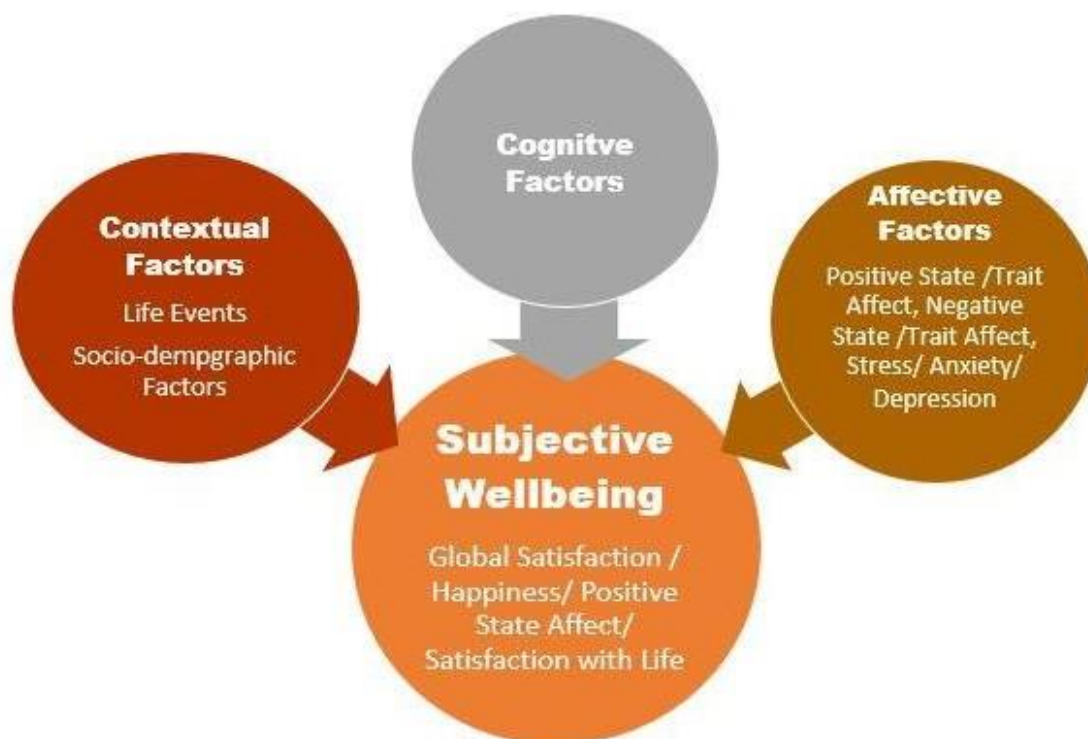 Cognitve
Factors
Contextual
Factors
Life Events
Socio-dempgraphic
Factors
Affective
Factors
Positive State /Trait
Affect, Negative
State /Trait Affect,
Stress/ Anxiety/
Depression
Subjective
Wellbeing
Global Satisfaction /
Happiness/ Positive
State Affect/
Satisfaction with Life